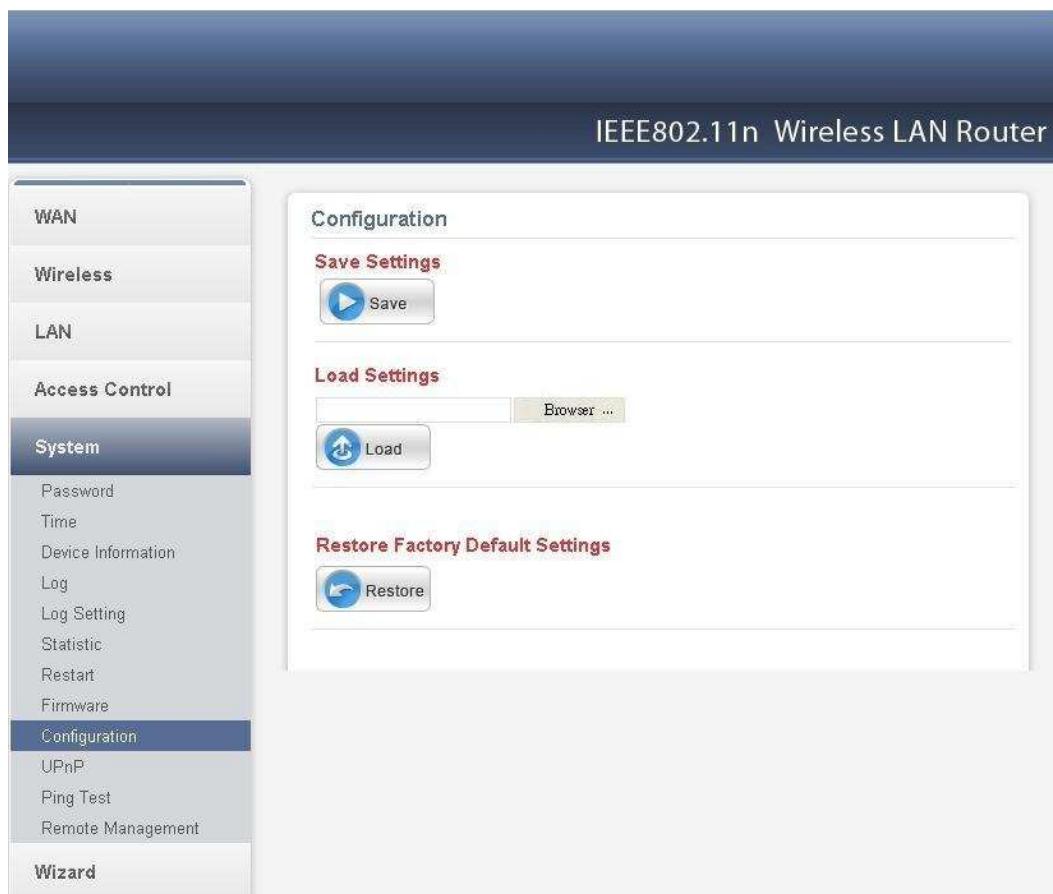 IEEE802.11n Wireless LAN Router
WAN
Wireless
LAN
Access Control
System
Password
Time
Device Information
Log
Log Setting
Statistic
Restart
Firmware
Configuration
UPnP
Ping Test
Remote Management
Wizard
Configuration
Save Settings
Save
Load Settings
Browser ...
Load
Restore Factory Default Settings
Restore